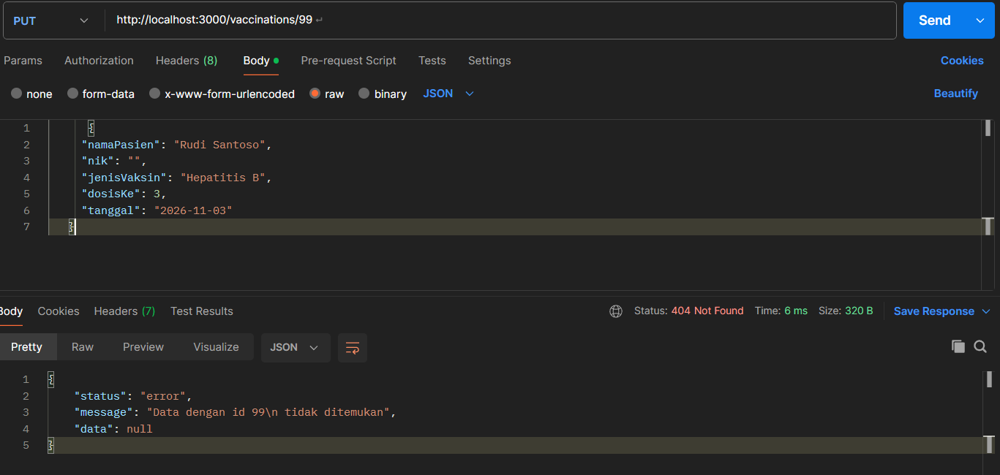 PUT http://localhost:3000/vaccinations/99 ↵ Send
Params Authorization Headers (8) Body Pre-request Script Tests Settings Cookies
none form-data x-www-form-urlencoded raw binary JSON Beautify
1 {
2 "namaPasien": "Rudi Santoso",
3 "nik": "",
4 "jenisVaksin": "Hepatitis B",
5 "dosisKe": 3,
6 "tanggal": "2026-11-03"
7 }
Body Cookies Headers (7) Test Results Status: 404 Not Found Time: 6 ms Size: 320 B Save Response
Pretty Raw Preview Visualize JSON
1 {
2 "status": "error",
3 "message": "Data dengan id 99\n tidak ditemukan",
4 "data": null
5 }